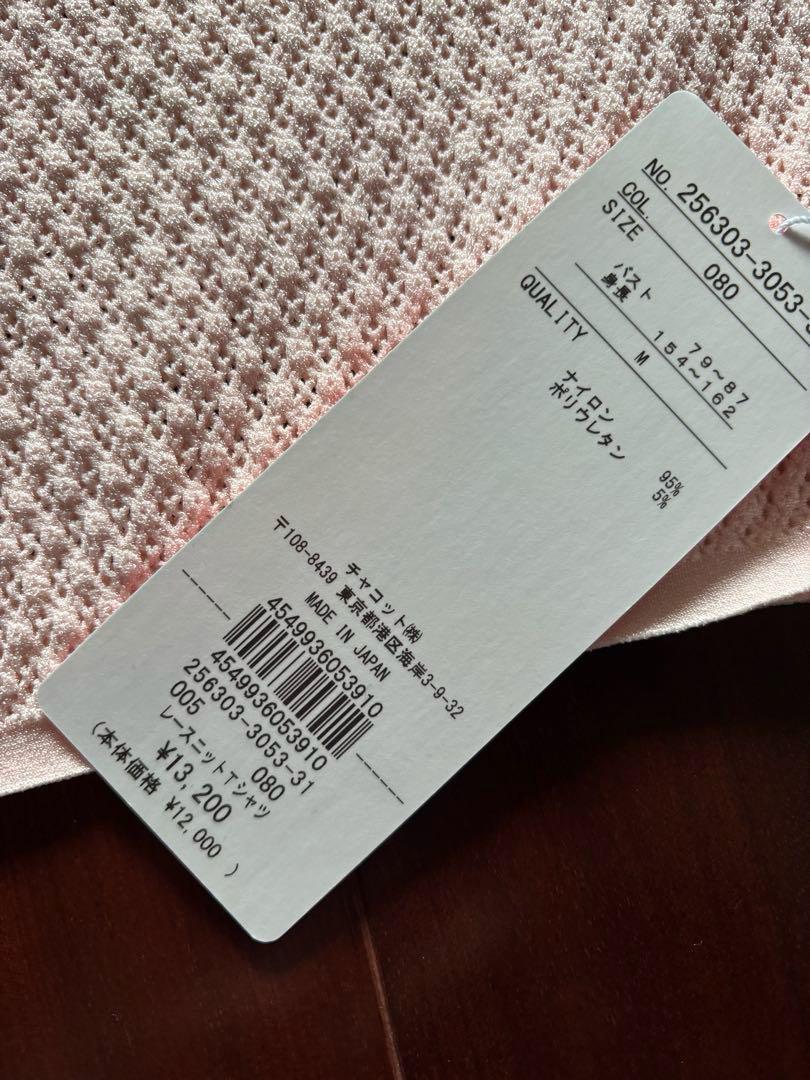 NO. 256303-3053-
COL. 080
SIZE
バスト 79~87
身長 154~162
M
QUALITY
ナイロン 95%
ポリウレタン 5%
チャコット㈱
〒108-8439 東京都港区海岸3-9-32
MADE IN JAPAN
4549936053910
4549936053910
256303-3053-31
005 080
レースニットTシャツ
¥13,200
(本体価格 ¥12,000 )